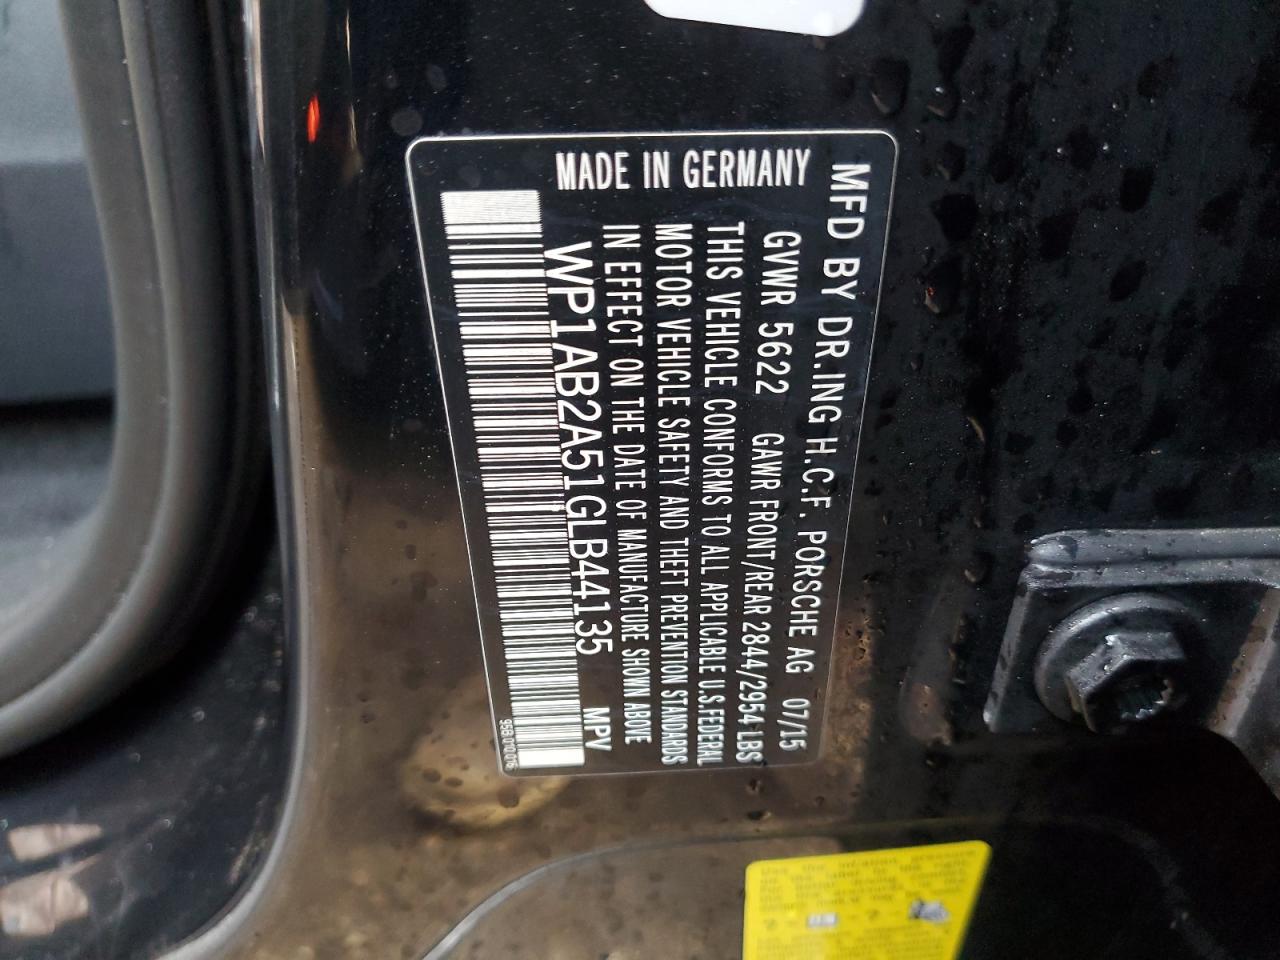 MADE IN GERMANY
MFD BY DR.ING H.C.F. PORSCHE AG 07/15
GVWR 5622 GAWR FRONT/REAR 2844/2954 LBS
THIS VEHICLE CONFORMS TO ALL APPLICABLE U.S.FEDERAL
MOTOR VEHICLE SAFETY AND THEFT PREVENTION STANDARDS
IN EFFECT ON THE DATE OF MANUFACTURE SHOWN ABOVE
WP1AB2A51GLB44135 MPV